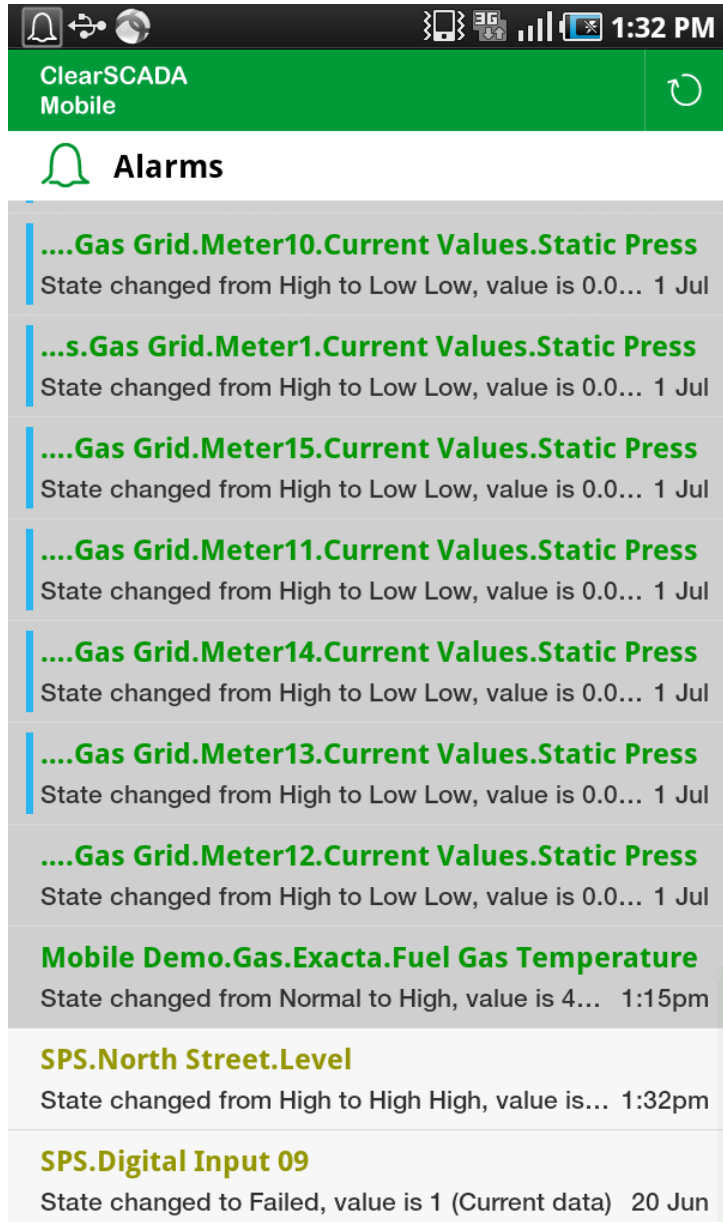 3G 1:32 PM
ClearSCADA
Mobile
Alarms
....Gas Grid.Meter10.Current Values.Static Press
State changed from High to Low Low, value is 0.0... 1 Jul
...s.Gas Grid.Meter1.Current Values.Static Press
State changed from High to Low Low, value is 0.0... 1 Jul
....Gas Grid.Meter15.Current Values.Static Press
State changed from High to Low Low, value is 0.0... 1 Jul
....Gas Grid.Meter11.Current Values.Static Press
State changed from High to Low Low, value is 0.0... 1 Jul
....Gas Grid.Meter14.Current Values.Static Press
State changed from High to Low Low, value is 0.0... 1 Jul
....Gas Grid.Meter13.Current Values.Static Press
State changed from High to Low Low, value is 0.0... 1 Jul
....Gas Grid.Meter12.Current Values.Static Press
State changed from High to Low Low, value is 0.0... 1 Jul
Mobile Demo.Gas.Exacta.Fuel Gas Temperature
State changed from Normal to High, value is 4... 1:15pm
SPS.North Street.Level
State changed from High to High High, value is... 1:32pm
SPS.Digital Input 09
State changed to Failed, value is 1 (Current data) 20 Jun